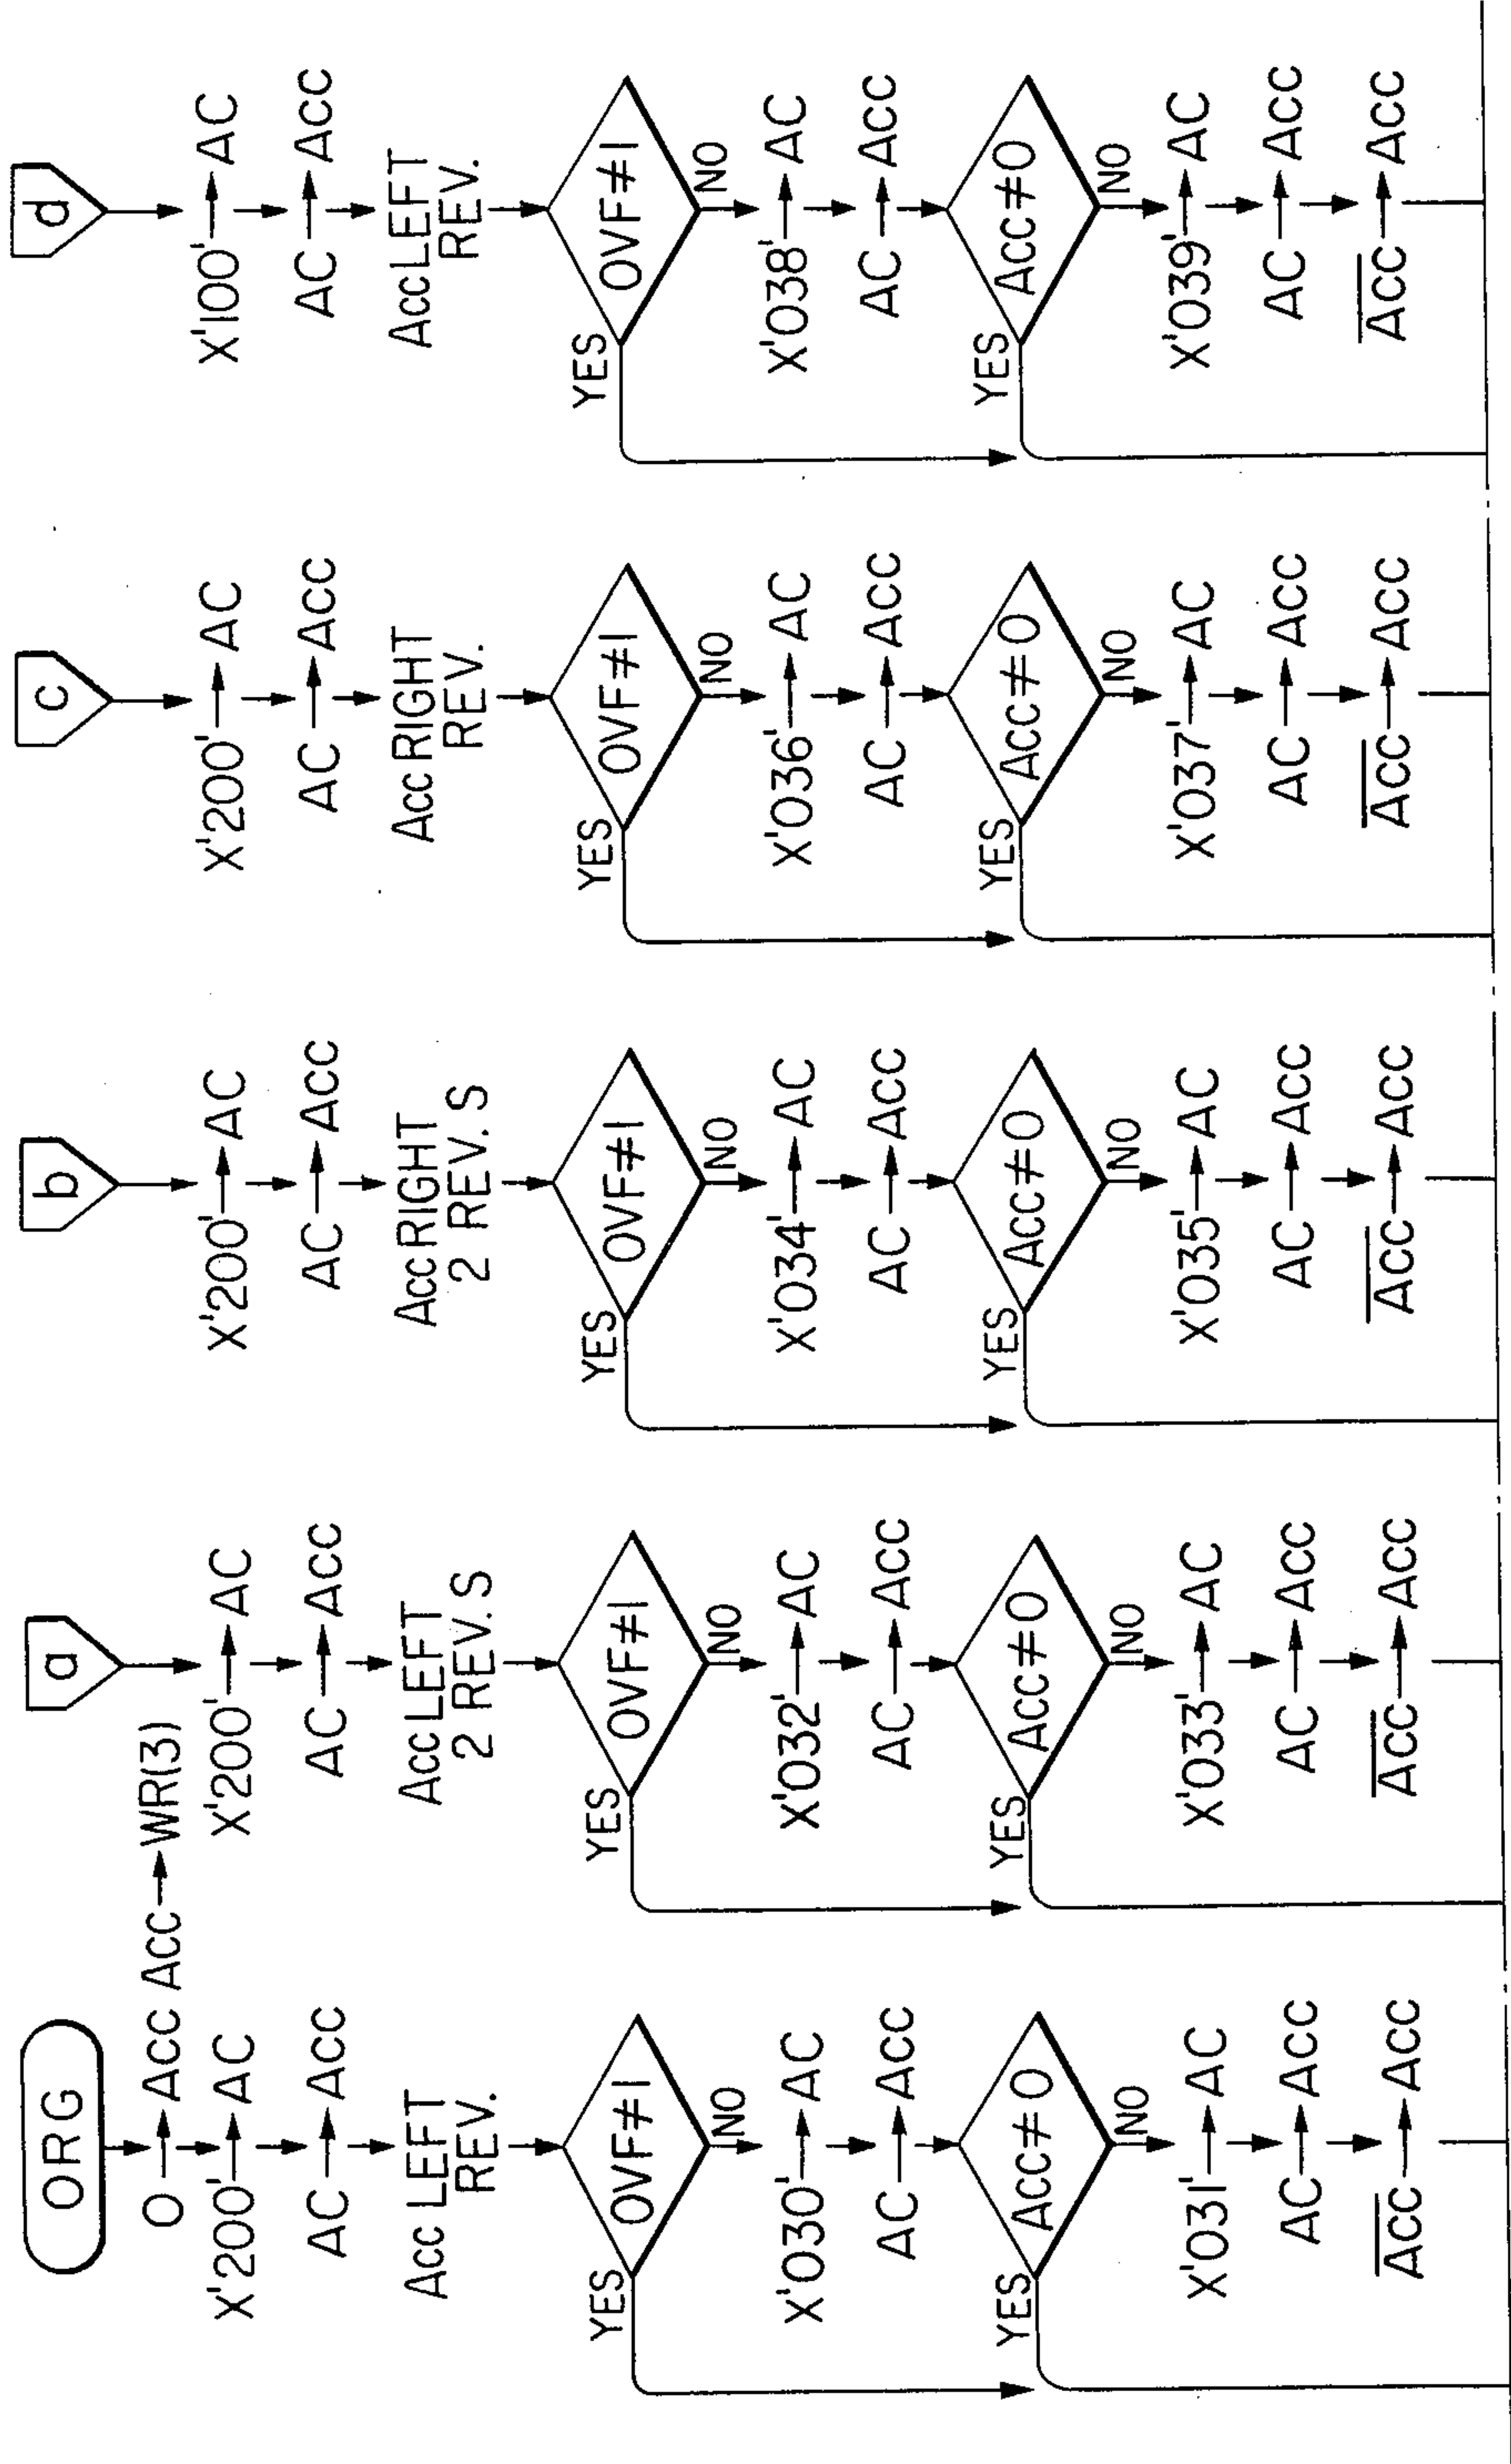 ORG
O → ACC ACC → WR(3)
X'200' → AC
AC → ACC
ACC LEFT
REV.
OVF≠1
YES
NO
X'030' → AC
AC → ACC
ACC≠0
YES
NO
X'031' → AC
AC → ACC
A̅C̅C̅ → ACC
a
X'200' → AC
AC → ACC
ACC LEFT
2 REV.S
OVF≠1
YES
NO
X'032' → AC
AC → ACC
ACC≠0
YES
NO
X'033' → AC
AC → ACC
A̅C̅C̅ → ACC
b
X'200' → AC
AC → ACC
ACC RIGHT
2 REV.S
OVF≠1
YES
NO
X'034' → AC
AC → ACC
ACC≠0
YES
NO
X'035' → AC
AC → ACC
A̅C̅C̅ → ACC
c
X'200' → AC
AC → ACC
ACC RIGHT
REV.
OVF≠1
YES
NO
X'036' → AC
AC → ACC
ACC≠0
YES
NO
X'037' → AC
AC → ACC
A̅C̅C̅ → ACC
d
X'100' → AC
AC → ACC
ACC LEFT
REV.
OVF≠1
YES
NO
X'038' → AC
AC → ACC
ACC≠0
YES
NO
X'039' → AC
AC → ACC
A̅C̅C̅ → ACC